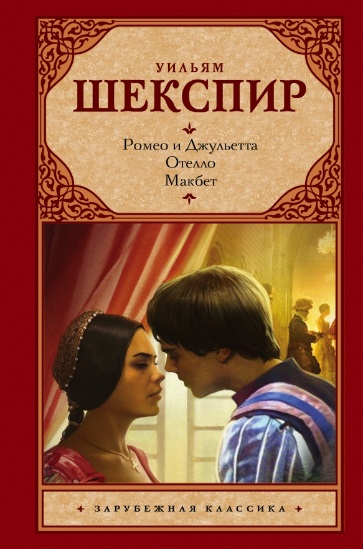 УИЛЬЯМ
ШЕКСПИР
Ромео и Джульетта
Отелло
Макбет
ЗАРУБЕЖНАЯ КЛАССИКА